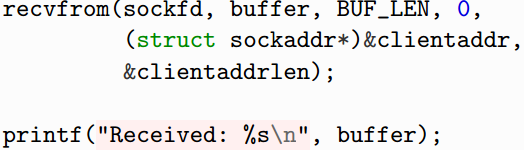 recvfrom(sockfd, buffer, BUF_LEN, 0,
(struct sockaddr*)&clientaddr,
&clientaddrlen);
printf("Received: %s\n", buffer);